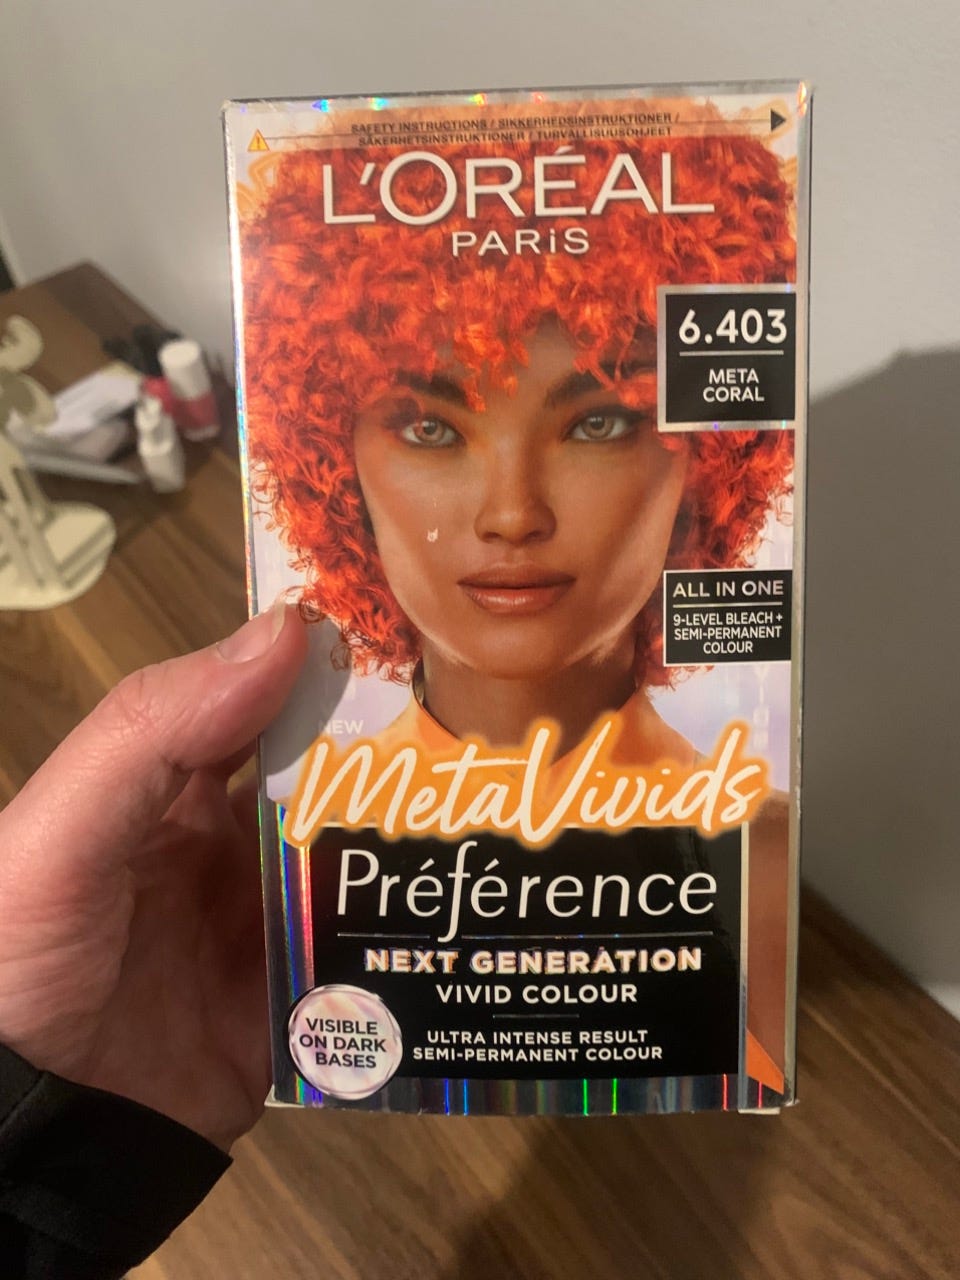 SAFETY INSTRUCTIONS / SIKKERHEDSINSTRUKTIONER /
SÄKERHETSINSTRUKTIONER / TURVALLISUUSOHJEET
L'ORÉAL
PARiS
6.403
META
CORAL
ALL IN ONE
9-LEVEL BLEACH +
SEMI-PERMANENT
COLOUR
NEW
MetaVivids
Préférence
NEXT GENERATION
VIVID COLOUR
VISIBLE
ON DARK
BASES
ULTRA INTENSE RESULT
SEMI-PERMANENT COLOUR